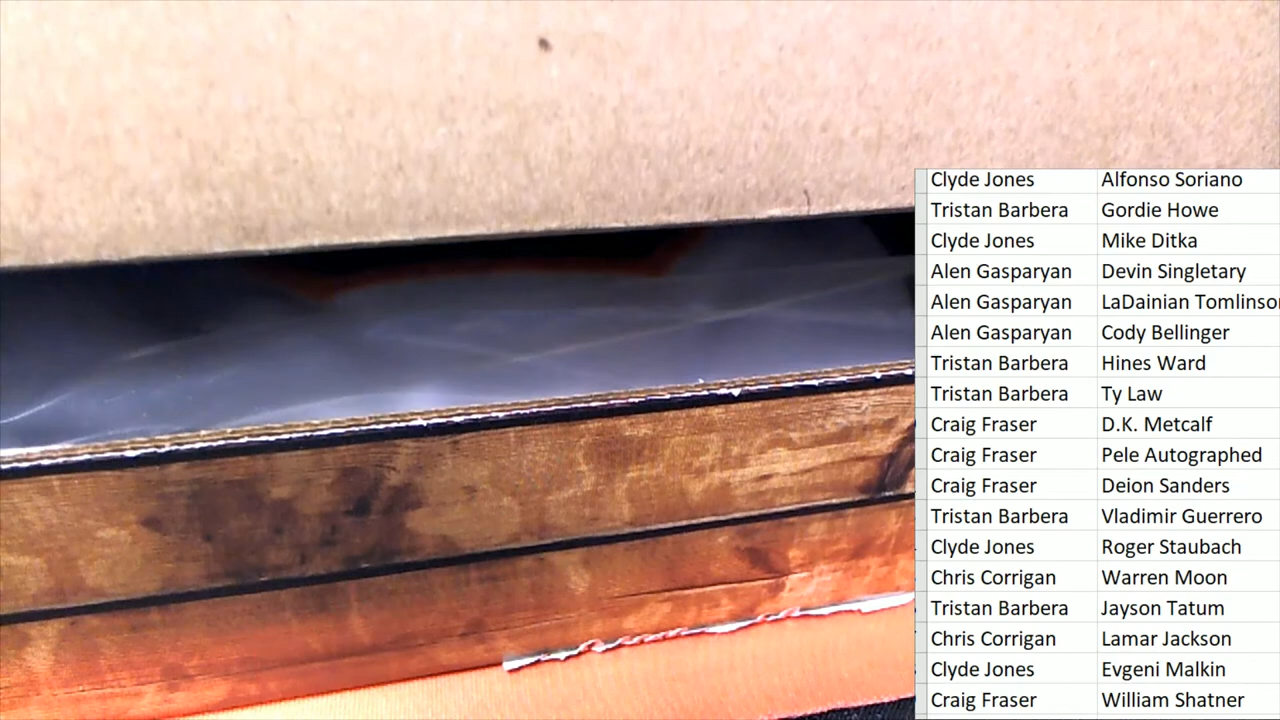 Clyde Jones Alfonso Soriano
Tristan Barbera Gordie Howe
Clyde Jones Mike Ditka
Alen Gasparyan Devin Singletary
Alen Gasparyan LaDainian Tomlinso
Alen Gasparyan Cody Bellinger
Tristan Barbera Hines Ward
Tristan Barbera Ty Law
Craig Fraser D.K. Metcalf
Craig Fraser Pele Autographed
Craig Fraser Deion Sanders
Tristan Barbera Vladimir Guerrero
Clyde Jones Roger Staubach
Chris Corrigan Warren Moon
Tristan Barbera Jayson Tatum
Chris Corrigan Lamar Jackson
Clyde Jones Evgeni Malkin
Craig Fraser William Shatner